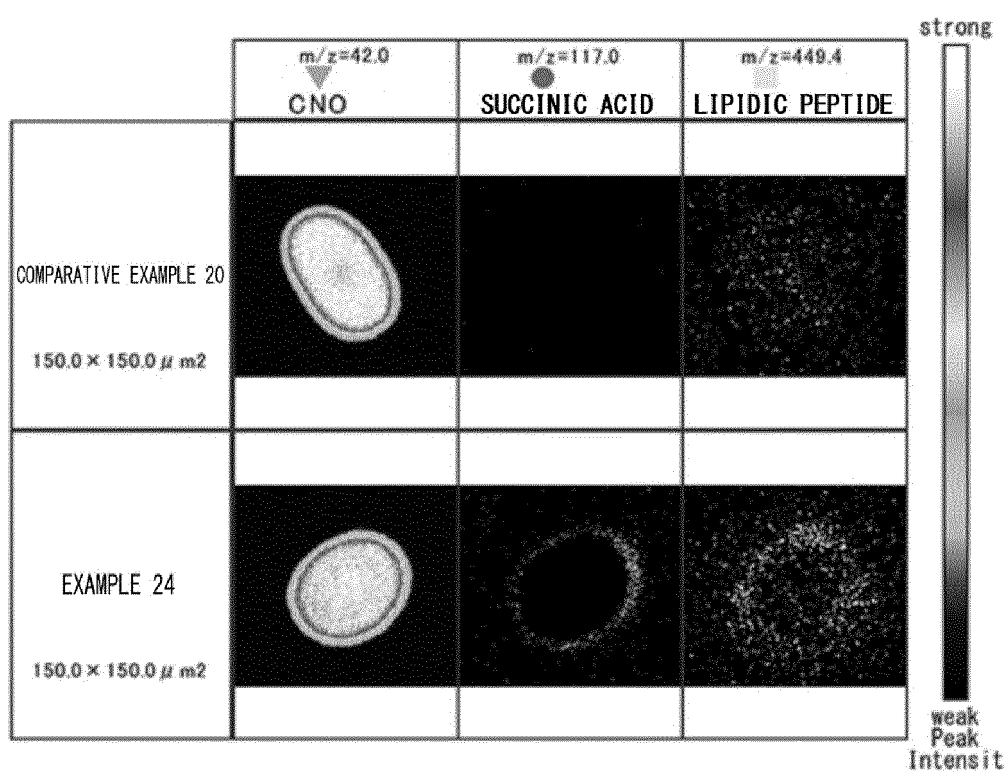 strong
m/z=42.0
CNO
m/z=117.0
SUCCINIC ACID
m/z=449.4
LIPIDIC PEPTIDE
COMPARATIVE EXAMPLE 20
150.0 × 150.0 μ m2
EXAMPLE 24
150.0 × 150.0 μ m2
weak
Peak
Intensit